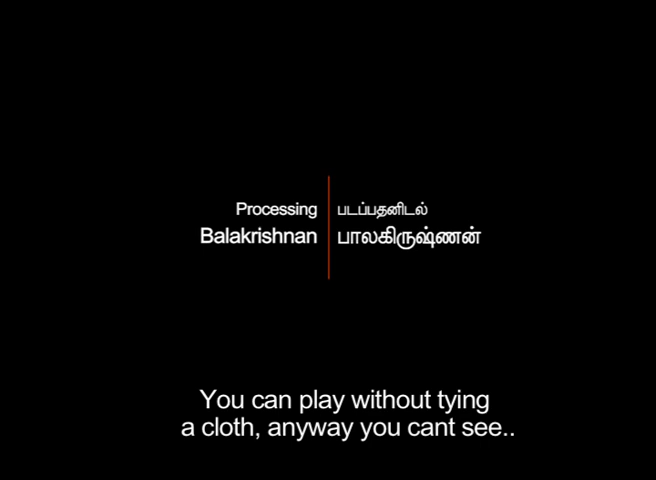 Processing
Balakrishnan
படப்பதனிடல்
பாலகிருஷ்ணன்
You can play without tying
a cloth, anyway you cant see..